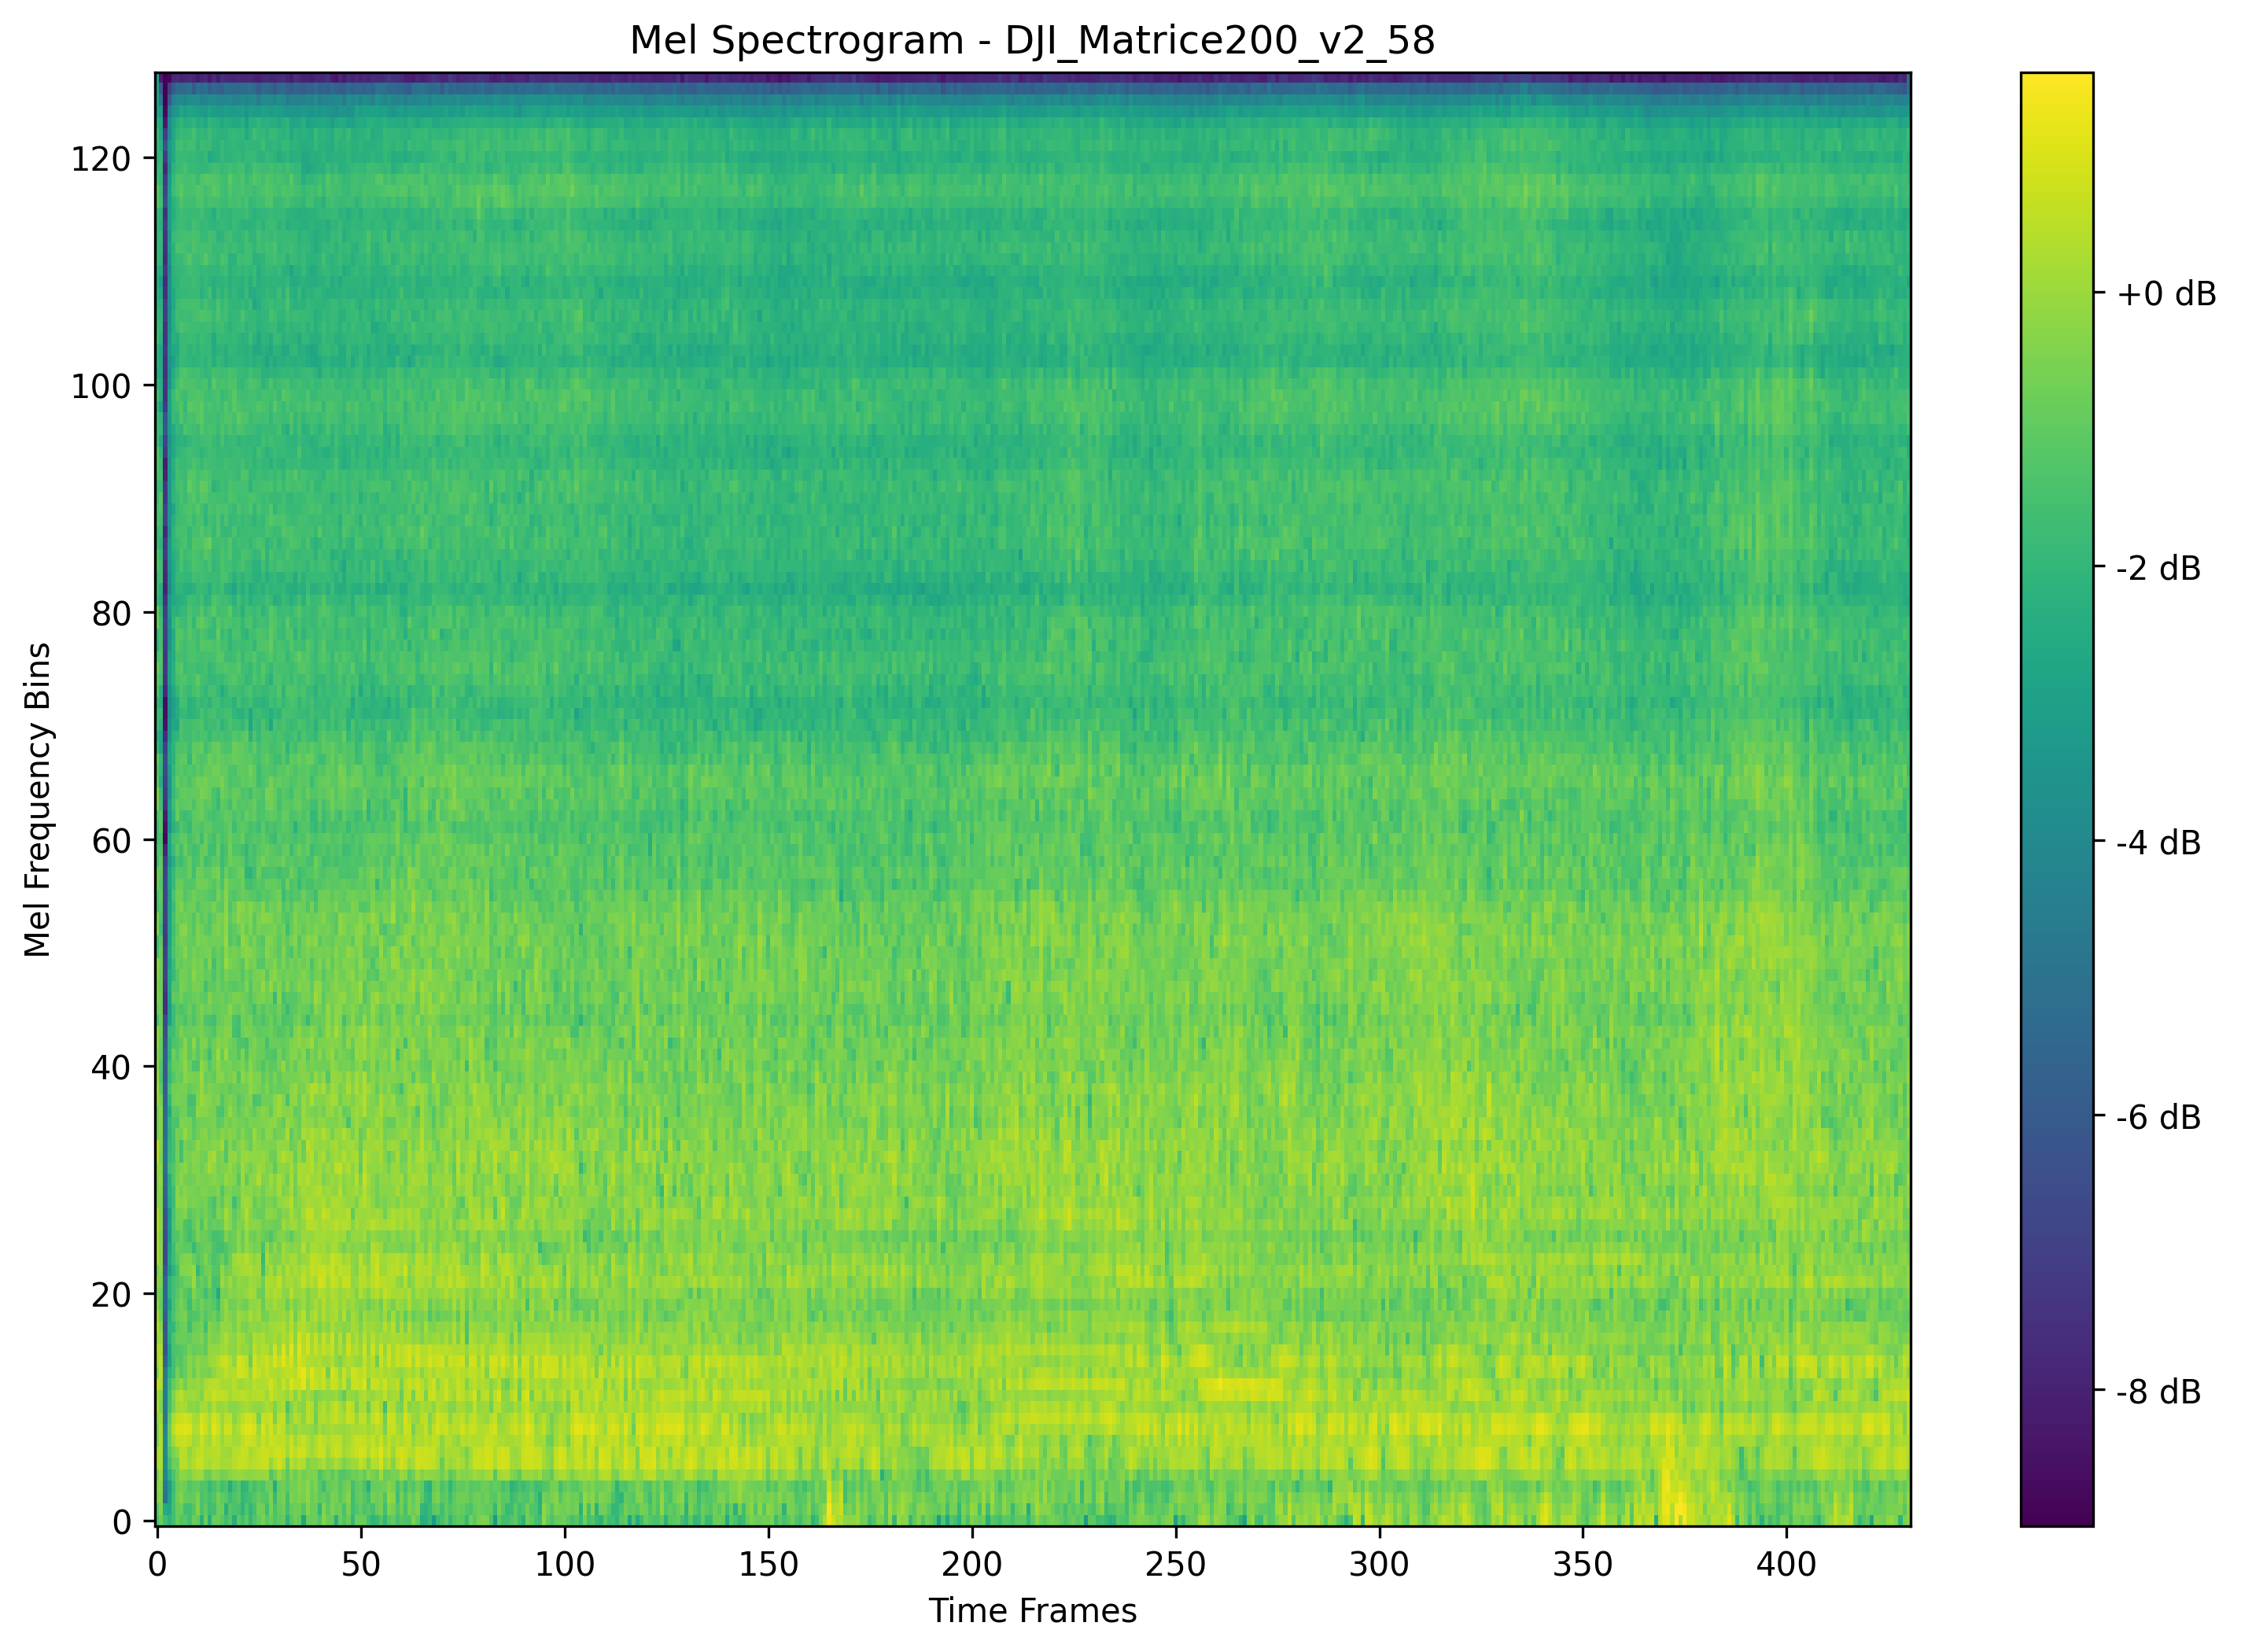 Mel Spectrogram - DJI_Matrice200_v2_58
Mel Frequency Bins
120
100
80
60
40
20
0
0 50 100 150 200 250 300 350 400
Time Frames
+0 dB
-2 dB
-4 dB
-6 dB
-8 dB